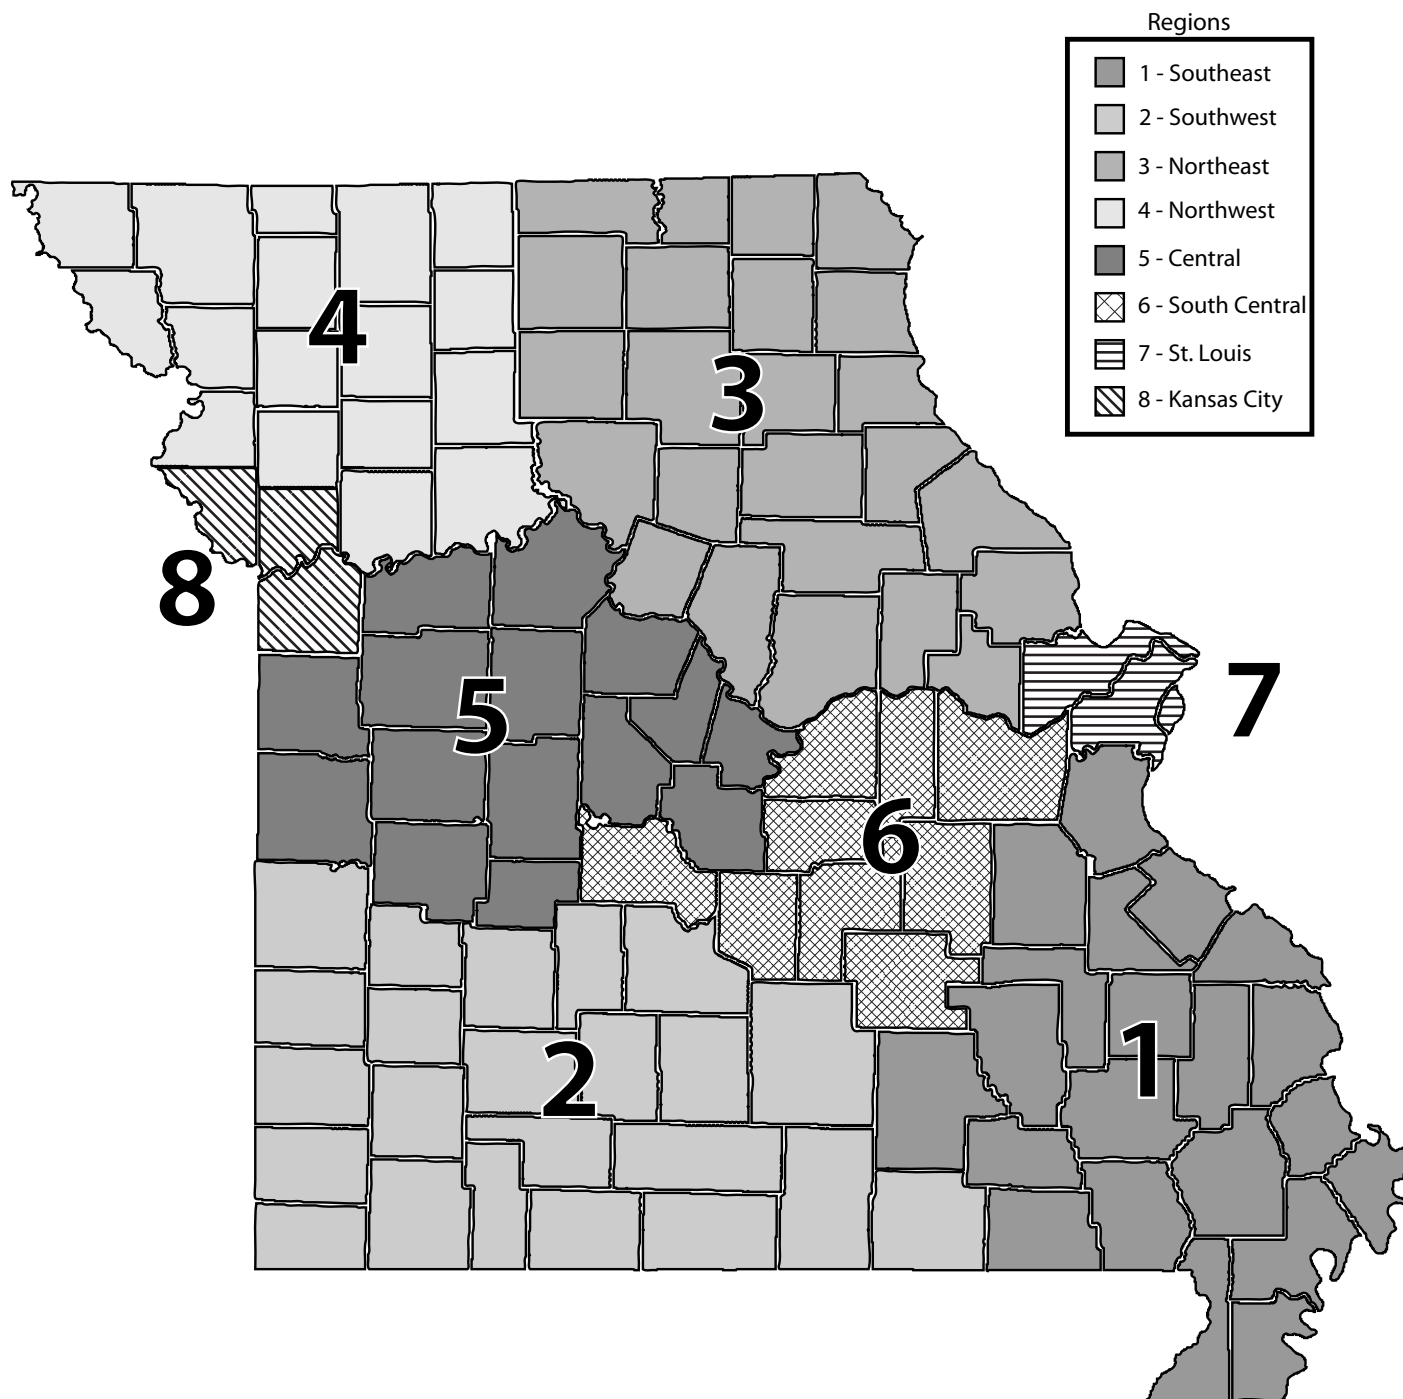 Regions
1 - Southeast
2 - Southwest
3 - Northeast
4 - Northwest
5 - Central
6 - South Central
7 - St. Louis
8 - Kansas City
4
3
8
5
7
6
2
1